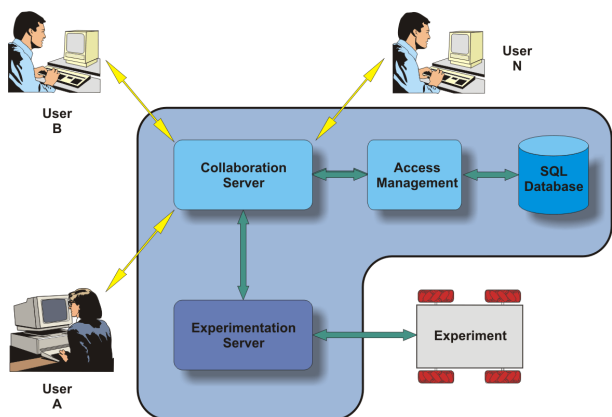 User
B
User
N
Collaboration
Server
Access
Management
SQL
Database
Experimentation
Server
Experiment
User
A